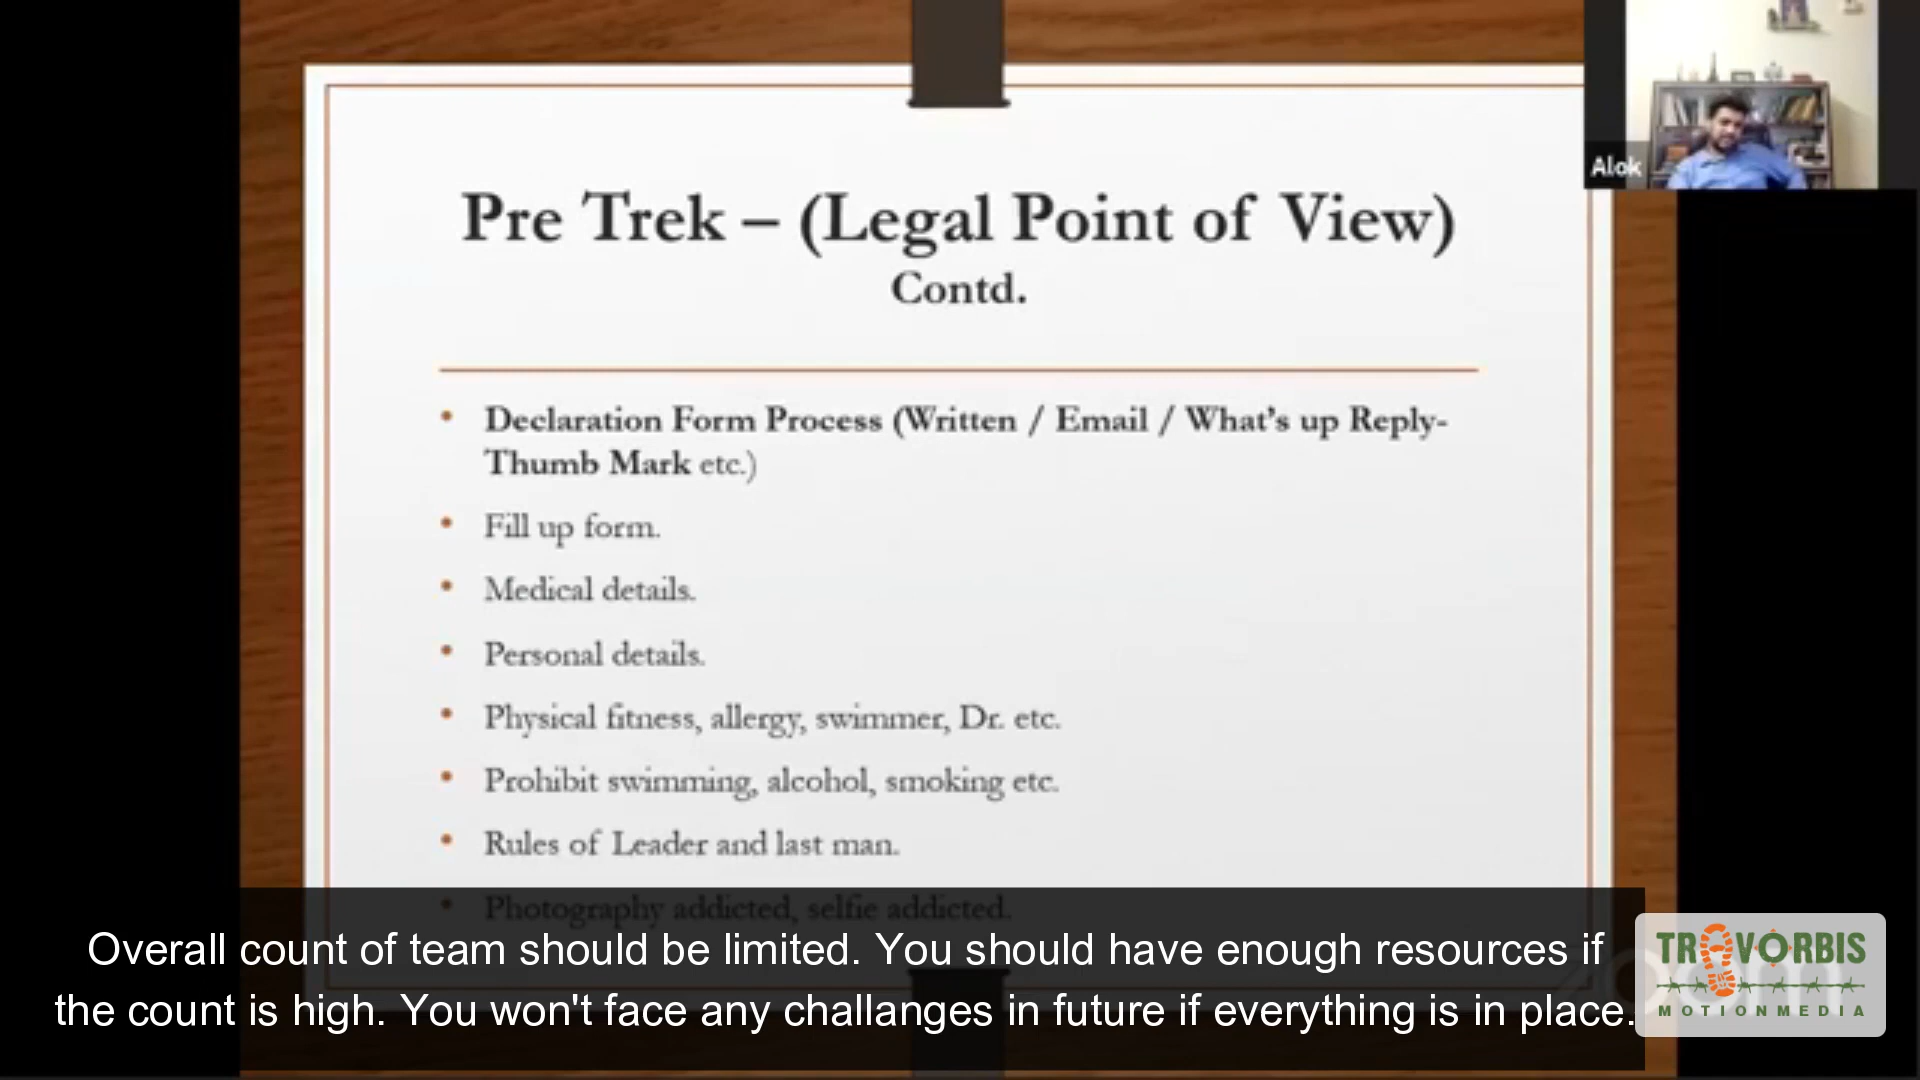 Alok
Pre Trek – (Legal Point of View)
Contd.
• Declaration Form Process (Written / Email / What's up Reply-
Thumb Mark etc.)
• Fill up form.
• Medical details.
• Personal details.
• Physical fitness, allergy, swimmer, Dr. etc.
• Prohibit swimming, alcohol, smoking etc.
• Rules of Leader and last man.
• Photography addicted, selfie addicted.
Overall count of team should be limited. You should have enough resources if
the count is high. You won't face any challanges in future if everything is in place.
TRAVORBIS
MOTIONMEDIA